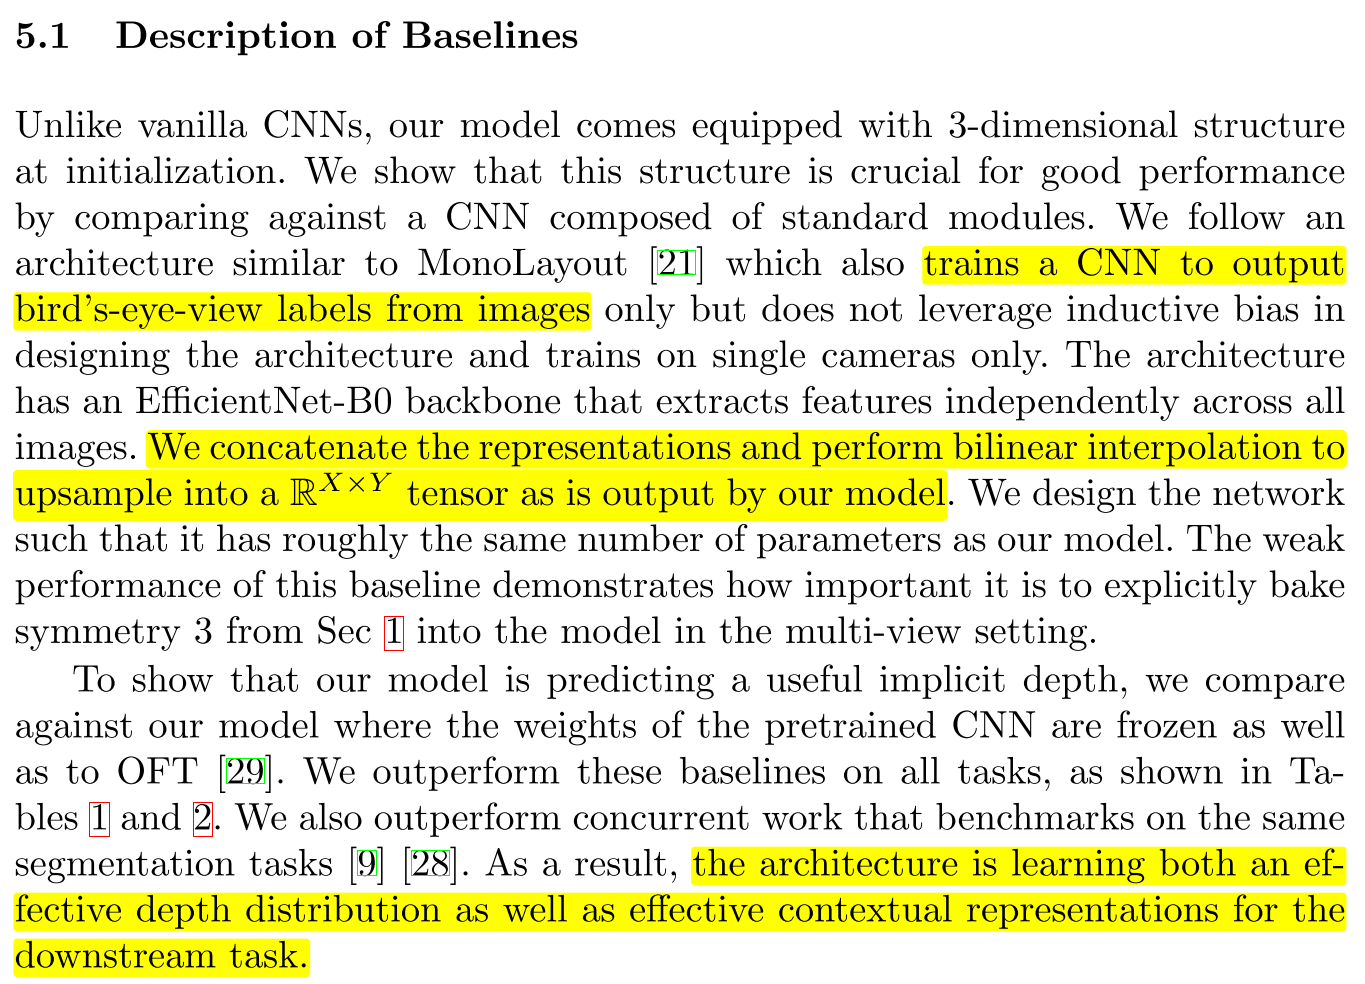 5.1 Description of Baselines
Unlike vanilla CNNs, our model comes equipped with 3-dimensional structure
at initialization. We show that this structure is crucial for good performance
by comparing against a CNN composed of standard modules. We follow an
architecture similar to MonoLayout [21] which also trains a CNN to output
bird's-eye-view labels from images only but does not leverage inductive bias in
designing the architecture and trains on single cameras only. The architecture
has an EfficientNet-B0 backbone that extracts features independently across all
images. We concatenate the representations and perform bilinear interpolation to
upsample into a ℝ^{X×Y} tensor as is output by our model. We design the network
such that it has roughly the same number of parameters as our model. The weak
performance of this baseline demonstrates how important it is to explicitly bake
symmetry 3 from Sec 1 into the model in the multi-view setting.
To show that our model is predicting a useful implicit depth, we compare
against our model where the weights of the pretrained CNN are frozen as well
as to OFT [29]. We outperform these baselines on all tasks, as shown in Ta-
bles 1 and 2. We also outperform concurrent work that benchmarks on the same
segmentation tasks [9] [28]. As a result, the architecture is learning both an ef-
fective depth distribution as well as effective contextual representations for the
downstream task.